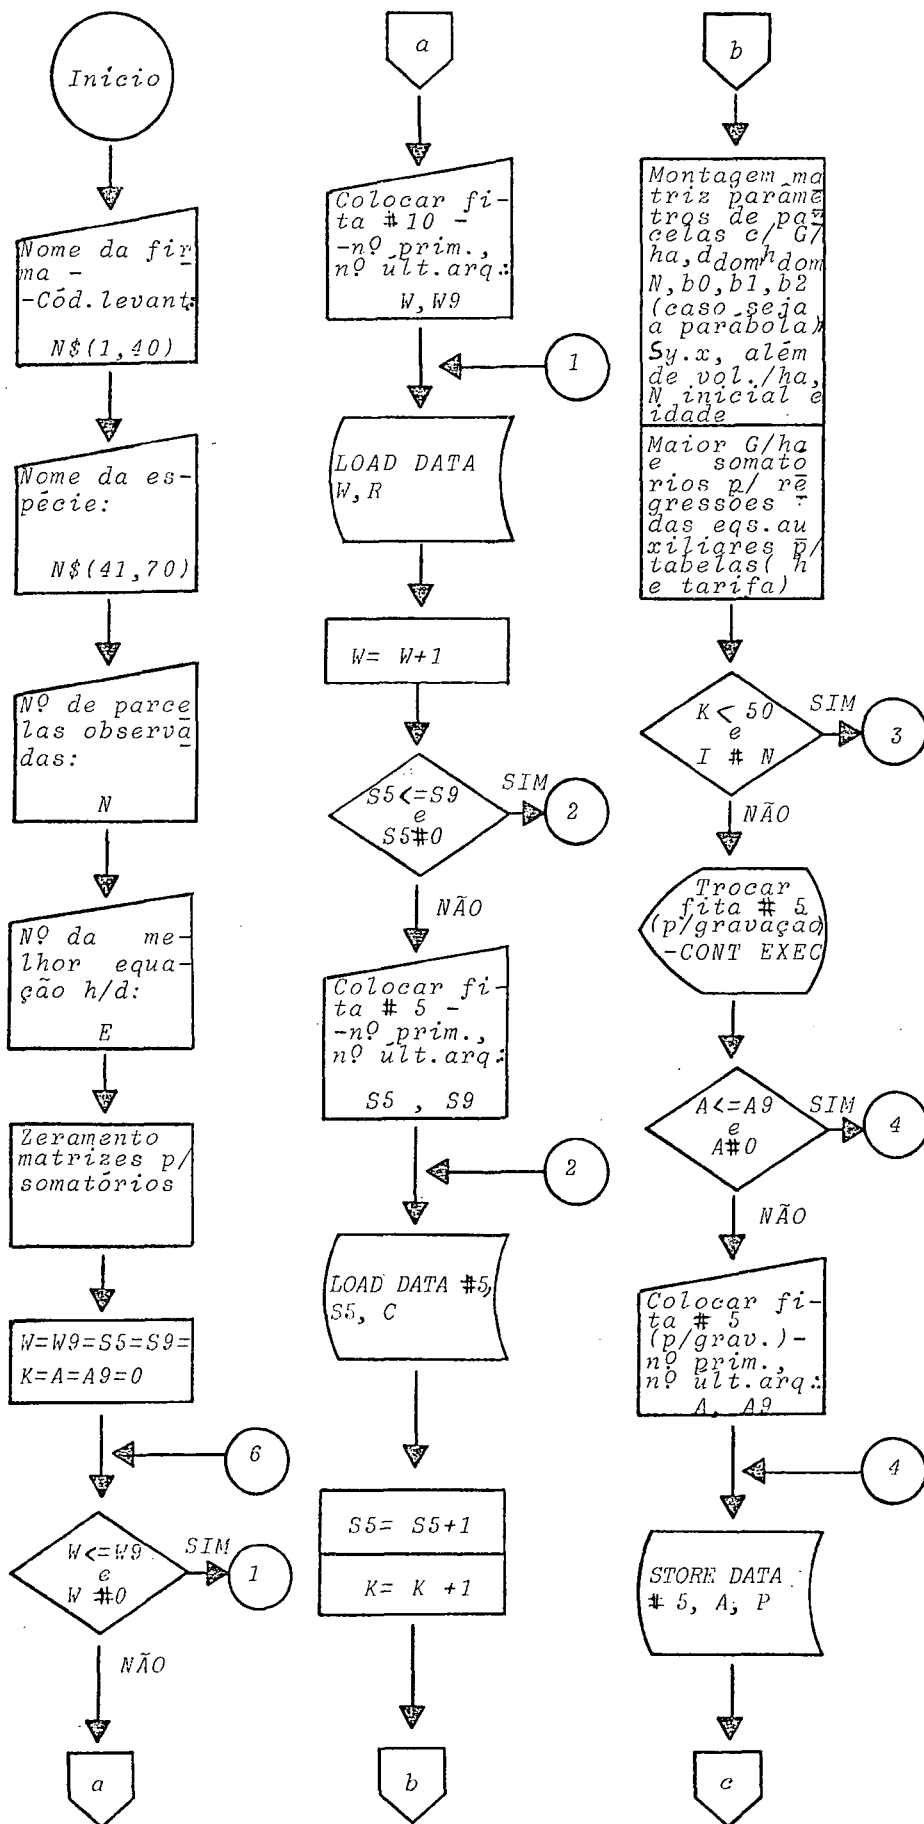 Início
Nome da fir
ma -
-Cód.levant:
N$(1,40)
Nome da es-
pécie:
N$(41,70)
Nº de parce
las observa
das:
N
Nº da me-
lhor equa-
ção h/d:
E
Zeramento
matrizes p/
somatórios
W=W9=S5=S9=
K=A=A9=0
6
W<=W9
e
W #0
SIM
1
NÃO
a
a
Colocar fi-
ta #10 -
-nº prim.,
nº últ.arq:
W, W9
1
LOAD DATA
W,R
W= W+1
S5<=S9
e
S5#0
SIM
2
NÃO
Colocar fi-
ta # 5 -
-nº prim.,
nº últ.arq:
S5 , S9
2
LOAD DATA #5,
S5, C
S5= S5+1
K= K +1
b
b
Montagem ma
triz parâme
tros de par
celas c/ G/
ha,ddom,hdom
N,b0,b1,b2
(caso seja
a parábola),
Sy.x, além
de vol./ha,
N inicial e
idade
Maior G/ha
e somató
rios p/ re
gressões
das eqs.au
xiliares p/
tabelas( h
e tarifa)
K< 50
e
I # N
SIM
3
NÃO
Trocar
fita # 5
(p/gravação)
-CONT EXEC
A<=A9
e
A#0
SIM
4
NÃO
Colocar fi-
ta # 5
(p/grav.)-
nº prim.,
nº últ.arq:
A, A9
4
STORE DATA
# 5, A, P
c